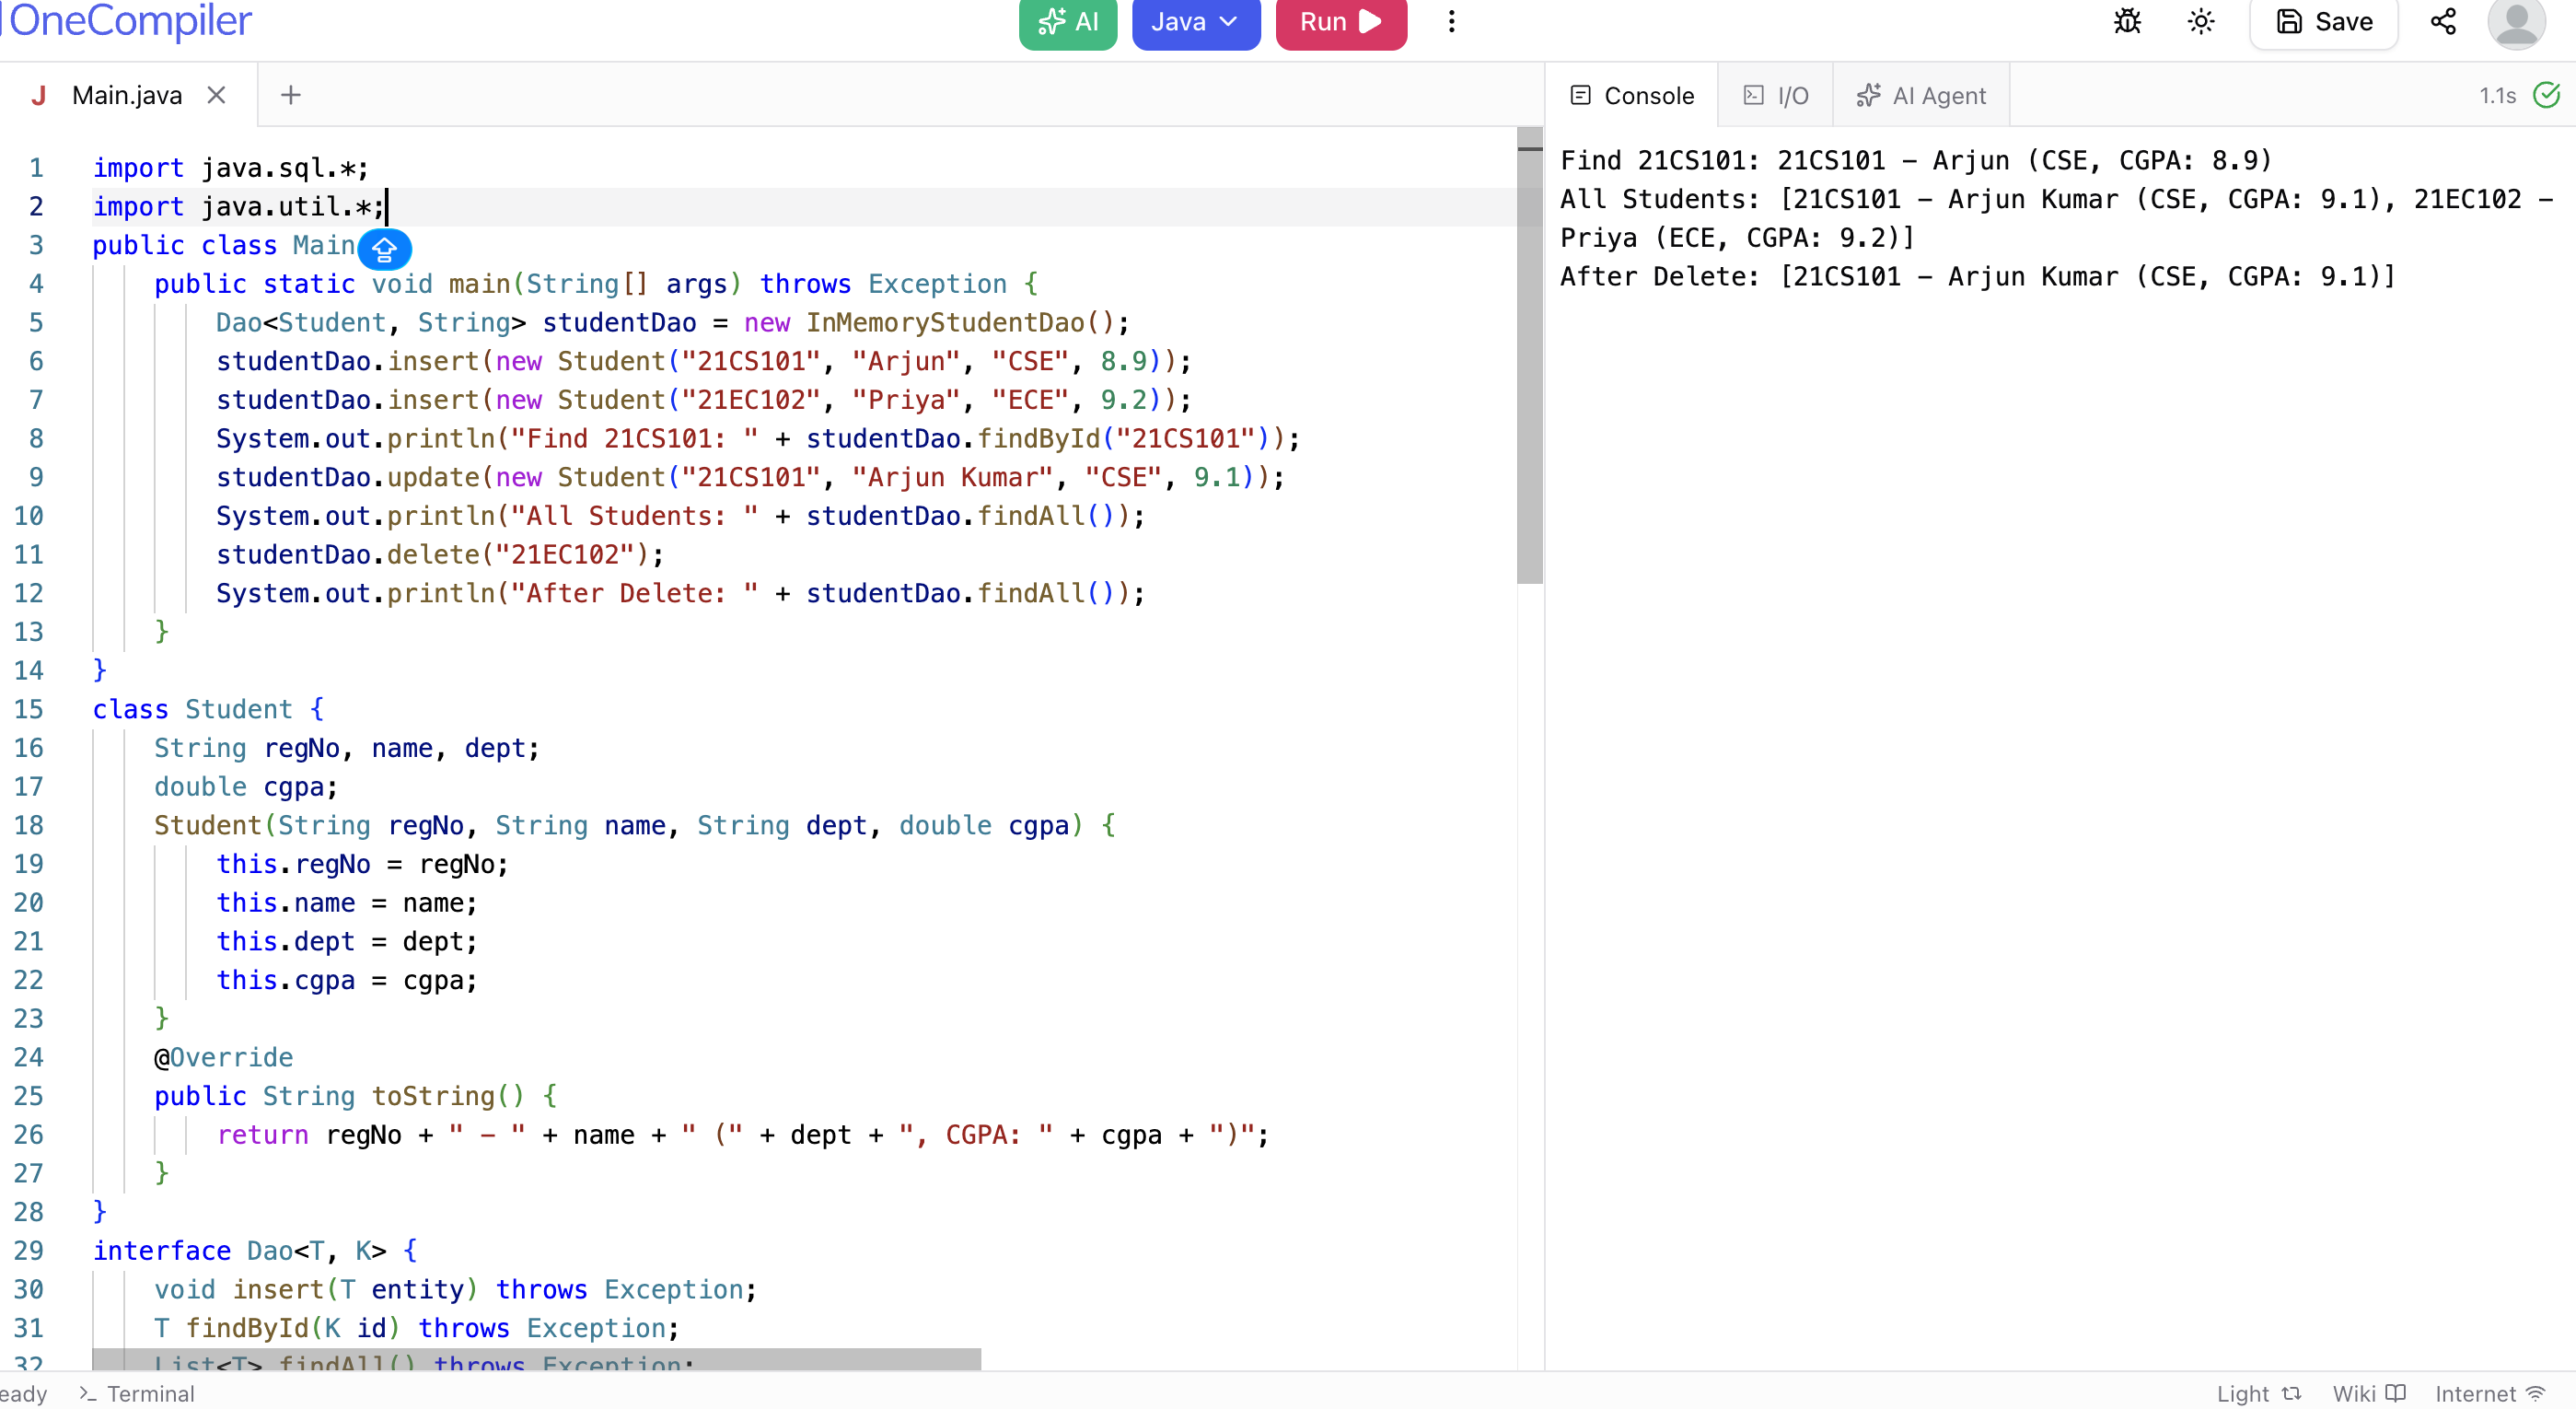 OneCompiler
AI
Java
Run
Save
J Main.java
Console
I/O
AI Agent
1.1s
1 import java.sql.*;
2 import java.util.*;
3 public class Main
4 public static void main(String[] args) throws Exception {
5 Dao<Student, String> studentDao = new InMemoryStudentDao();
6 studentDao.insert(new Student("21CS101", "Arjun", "CSE", 8.9));
7 studentDao.insert(new Student("21EC102", "Priya", "ECE", 9.2));
8 System.out.println("Find 21CS101: " + studentDao.findById("21CS101"));
9 studentDao.update(new Student("21CS101", "Arjun Kumar", "CSE", 9.1));
10 System.out.println("All Students: " + studentDao.findAll());
11 studentDao.delete("21EC102");
12 System.out.println("After Delete: " + studentDao.findAll());
13 }
14 }
15 class Student {
16 String regNo, name, dept;
17 double cgpa;
18 Student(String regNo, String name, String dept, double cgpa) {
19 this.regNo = regNo;
20 this.name = name;
21 this.dept = dept;
22 this.cgpa = cgpa;
23 }
24 @Override
25 public String toString() {
26 return regNo + " - " + name + " (" + dept + ", CGPA: " + cgpa + ")";
27 }
28 }
29 interface Dao<T, K> {
30 void insert(T entity) throws Exception;
31 T findById(K id) throws Exception;
32 List<T> findAll() throws Exception;
Find 21CS101: 21CS101 - Arjun (CSE, CGPA: 8.9)
All Students: [21CS101 - Arjun Kumar (CSE, CGPA: 9.1), 21EC102 -
Priya (ECE, CGPA: 9.2)]
After Delete: [21CS101 - Arjun Kumar (CSE, CGPA: 9.1)]
eady
Terminal
Light
Wiki
Internet